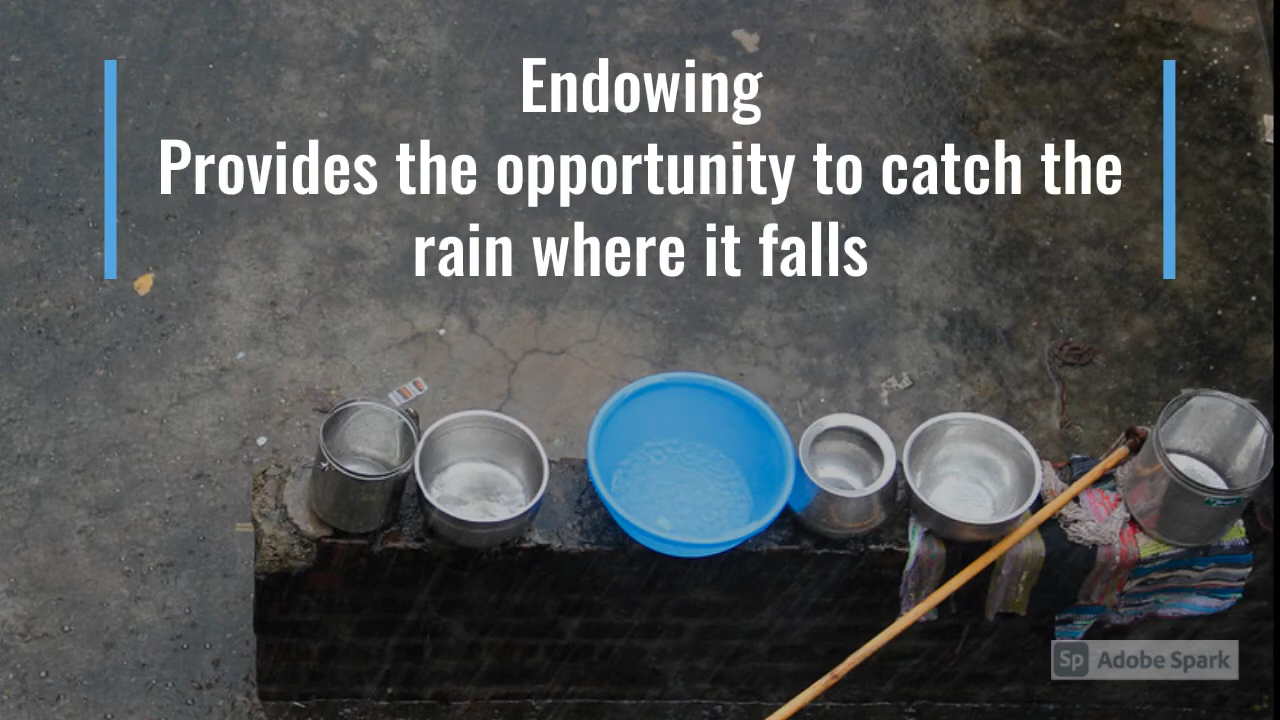 Endowing
Provides the opportunity to catch the
rain where it falls
Sp Adobe Spark